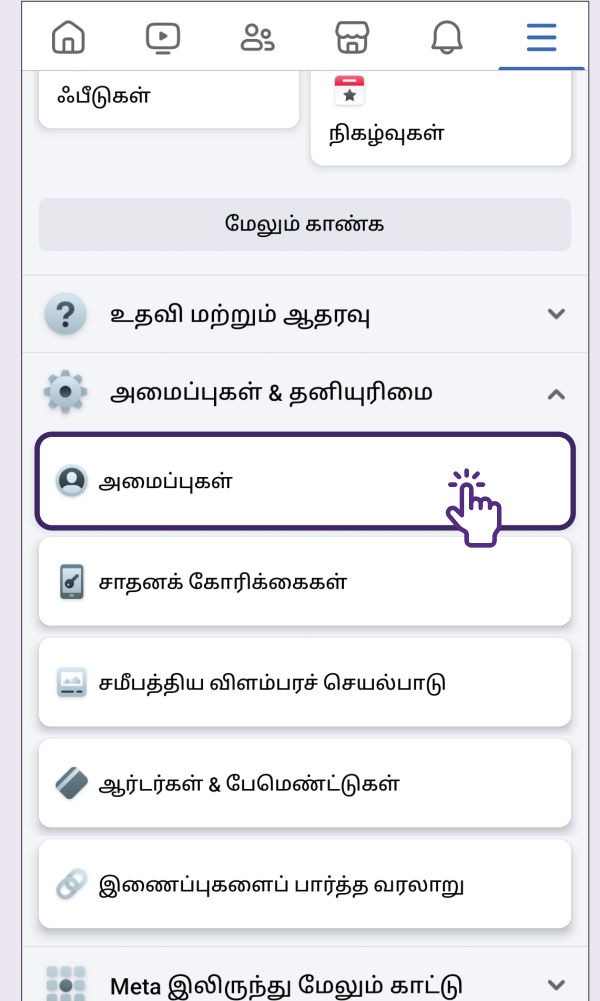 ஃபீடுகள்
நிகழ்வுகள்
மேலும் காண்க
உதவி மற்றும் ஆதரவு
அமைப்புகள் & தனியுரிமை
அமைப்புகள்
சாதனக் கோரிக்கைகள்
சமீபத்திய விளம்பரச் செயல்பாடு
ஆர்டர்கள் & பேமெண்ட்டுகள்
இணைப்புகளைப் பார்த்த வரலாறு
Meta இலிருந்து மேலும் காட்டு